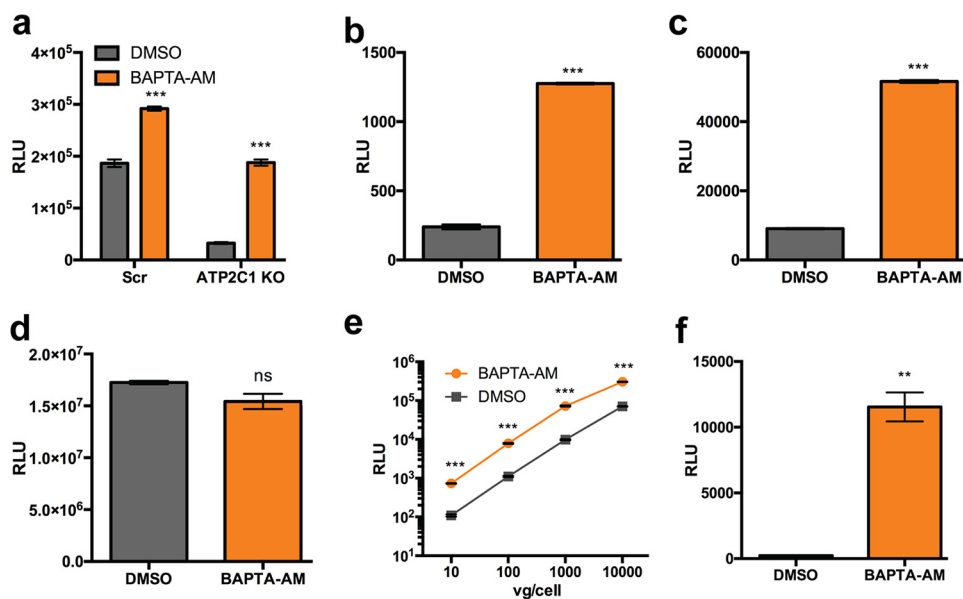 a
4×10⁵
3×10⁵
2×10⁵
1×10⁵
0
RLU
DMSO
BAPTA-AM
***
***
Scr ATP2C1 KO
b
1500
1000
500
0
RLU
***
DMSO BAPTA-AM
c
60000
40000
20000
0
RLU
***
DMSO BAPTA-AM
d
2.0×10⁷
1.5×10⁷
1.0×10⁷
5.0×10⁶
0.0
RLU
ns
DMSO BAPTA-AM
e
10⁶
10⁵
10⁴
10³
10²
10¹
RLU
BAPTA-AM
DMSO
***
***
***
***
10 100 1000 10000
vg/cell
f
15000
10000
5000
0
RLU
**
DMSO BAPTA-AM